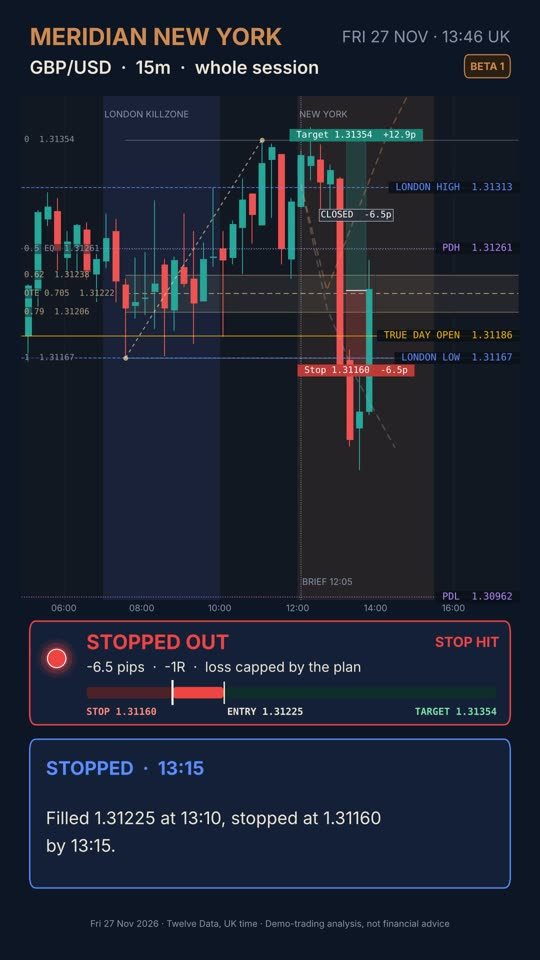 MERIDIAN NEW YORK
FRI 27 NOV · 13:46 UK
GBP/USD · 15m · whole session
BETA 1
LONDON KILLZONE
NEW YORK
Target 1.31354 +12.9p
0 1.31354
LONDON HIGH 1.31313
CLOSED -6.5p
0.5 EQ 1.31261
PDH 1.31261
0.62 1.31238
OTE 0.705 1.31222
0.79 1.31206
TRUE DAY OPEN 1.31186
1 1.31167
LONDON LOW 1.31167
Stop 1.31160 -6.5p
BRIEF 12:05
PDL 1.30962
06:00 08:00 10:00 12:00 14:00 16:00
STOPPED OUT
STOP HIT
-6.5 pips · -1R · loss capped by the plan
STOP 1.31160 ENTRY 1.31225 TARGET 1.31354
STOPPED · 13:15
Filled 1.31225 at 13:10, stopped at 1.31160
by 13:15.
Fri 27 Nov 2026 · Twelve Data, UK time · Demo-trading analysis, not financial advice